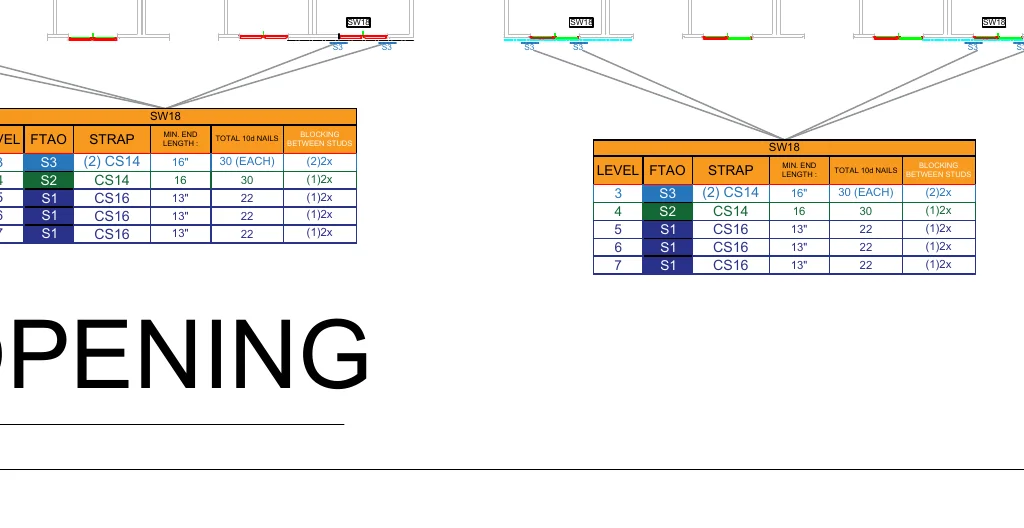 SW18
SW18
SW18
S3
S3
S3
S3
S3
S3
SW18
FTAO STRAP MIN. END LENGTH : TOTAL 10d NAILS BLOCKING BETWEEN STUDS
S3 (2) CS14 16" 30 (EACH) (2)2x
S2 CS14 16 30 (1)2x
S1 CS16 13" 22 (1)2x
S1 CS16 13" 22 (1)2x
S1 CS16 13" 22 (1)2x
SW18
LEVEL FTAO STRAP MIN. END LENGTH : TOTAL 10d NAILS BLOCKING BETWEEN STUDS
3 S3 (2) CS14 16" 30 (EACH) (2)2x
4 S2 CS14 16 30 (1)2x
5 S1 CS16 13" 22 (1)2x
6 S1 CS16 13" 22 (1)2x
7 S1 CS16 13" 22 (1)2x
OPENING